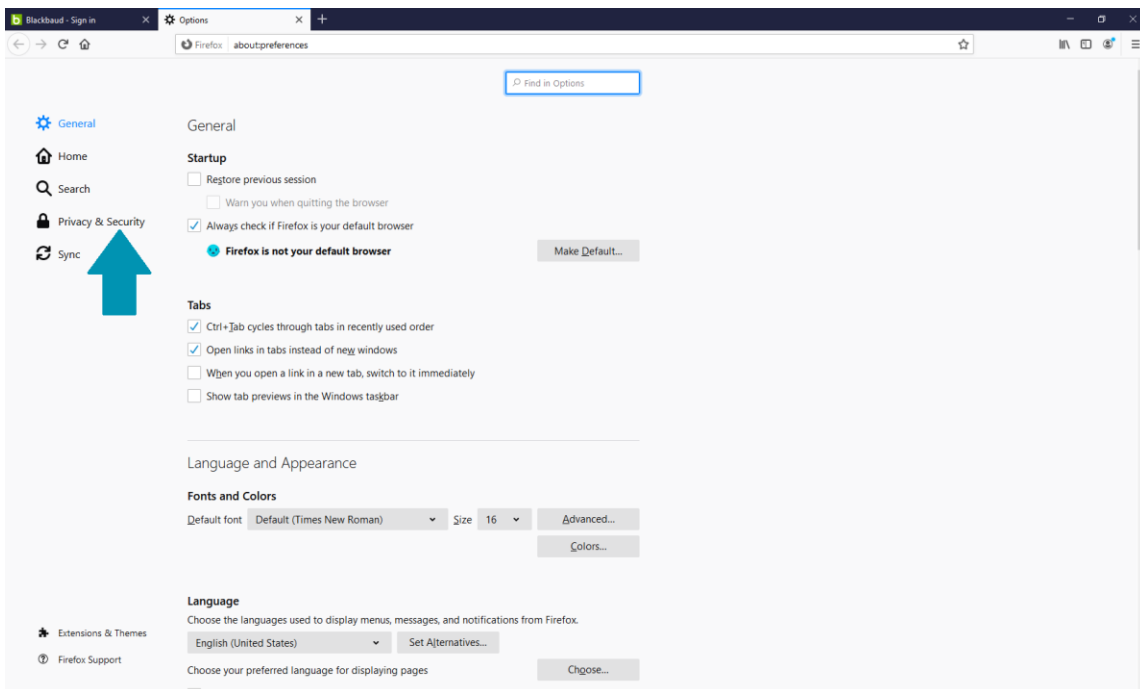 Blackbaud - Sign in
Options
Firefox about:preferences
Find in Options
General
Home
Search
Privacy & Security
Sync
Extensions & Themes
Firefox Support
General
Startup
Restore previous session
Warn you when quitting the browser
Always check if Firefox is your default browser
Firefox is not your default browser
Make Default...
Tabs
Ctrl+Tab cycles through tabs in recently used order
Open links in tabs instead of new windows
When you open a link in a new tab, switch to it immediately
Show tab previews in the Windows taskbar
Language and Appearance
Fonts and Colors
Default font Default (Times New Roman) Size 16 Advanced...
Colors...
Language
Choose the languages used to display menus, messages, and notifications from Firefox.
English (United States) Set Alternatives...
Choose your preferred language for displaying pages Choose...